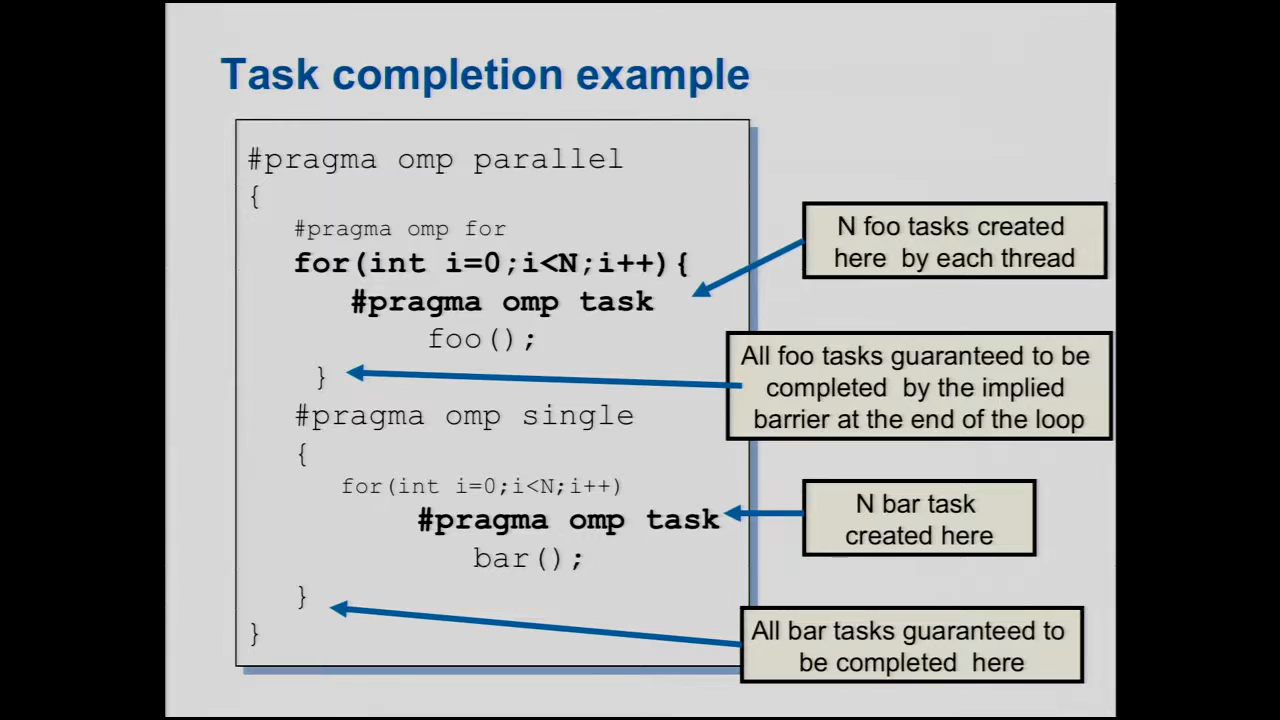 Task completion example
#pragma omp parallel
{
#pragma omp for
for(int i=0;i<N;i++){
#pragma omp task
foo();
}
#pragma omp single
{
for(int i=0;i<N;i++)
#pragma omp task
bar();
}
}
N foo tasks created
here by each thread
All foo tasks guaranteed to be
completed by the implied
barrier at the end of the loop
N bar task
created here
All bar tasks guaranteed to
be completed here